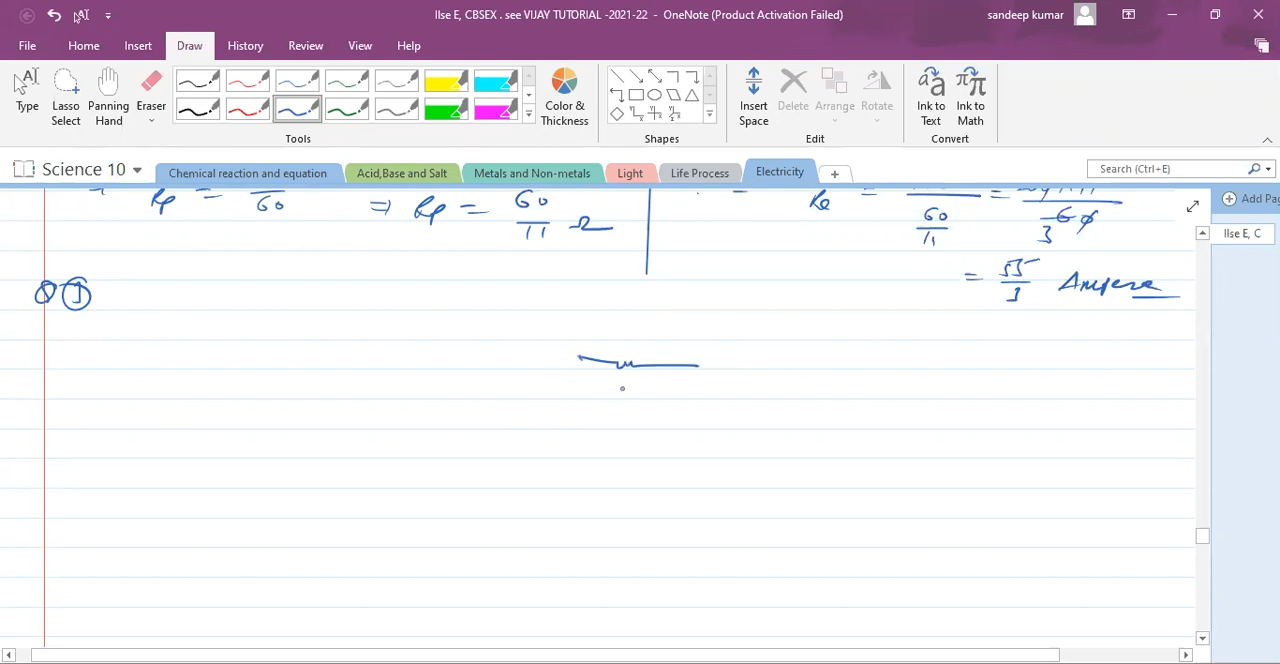 Ilse E, CBSEX . see VIJAY TUTORIAL -2021-22 - OneNote (Product Activation Failed)
sandeep kumar
File Home Insert Draw History Review View Help
Type Lasso Select Panning Hand Eraser
Color & Thickness
Insert Space Delete Arrange Rotate
Ink to Text Ink to Math
Tools Shapes Edit Convert
Science 10
Chemical reaction and equation Acid,Base and Salt Metals and Non-metals Light Life Process Electricity
Search (Ctrl+E)
Add Pag
Ilse E, C
Rp = 60 ⇒ Rp = 60/11 Ω
60/11
= 55/3 Ampere
Q 3